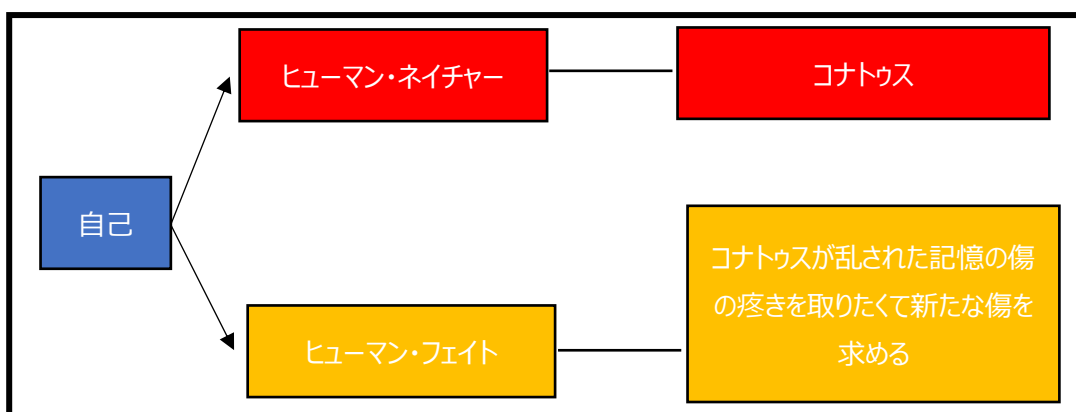 ヒューマン・ネイチャー
コナトゥス
自己
ヒューマン・フェイト
コナトゥスが乱された記憶の傷
の疼きを取りたくて新たな傷を
求める